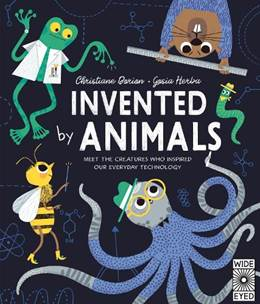 Christiane Dorion - Gosia Herba
INVENTED
by ANIMALS
MEET THE CREATURES WHO INSPIRED
OUR EVERYDAY TECHNOLOGY
WIDE
EYED